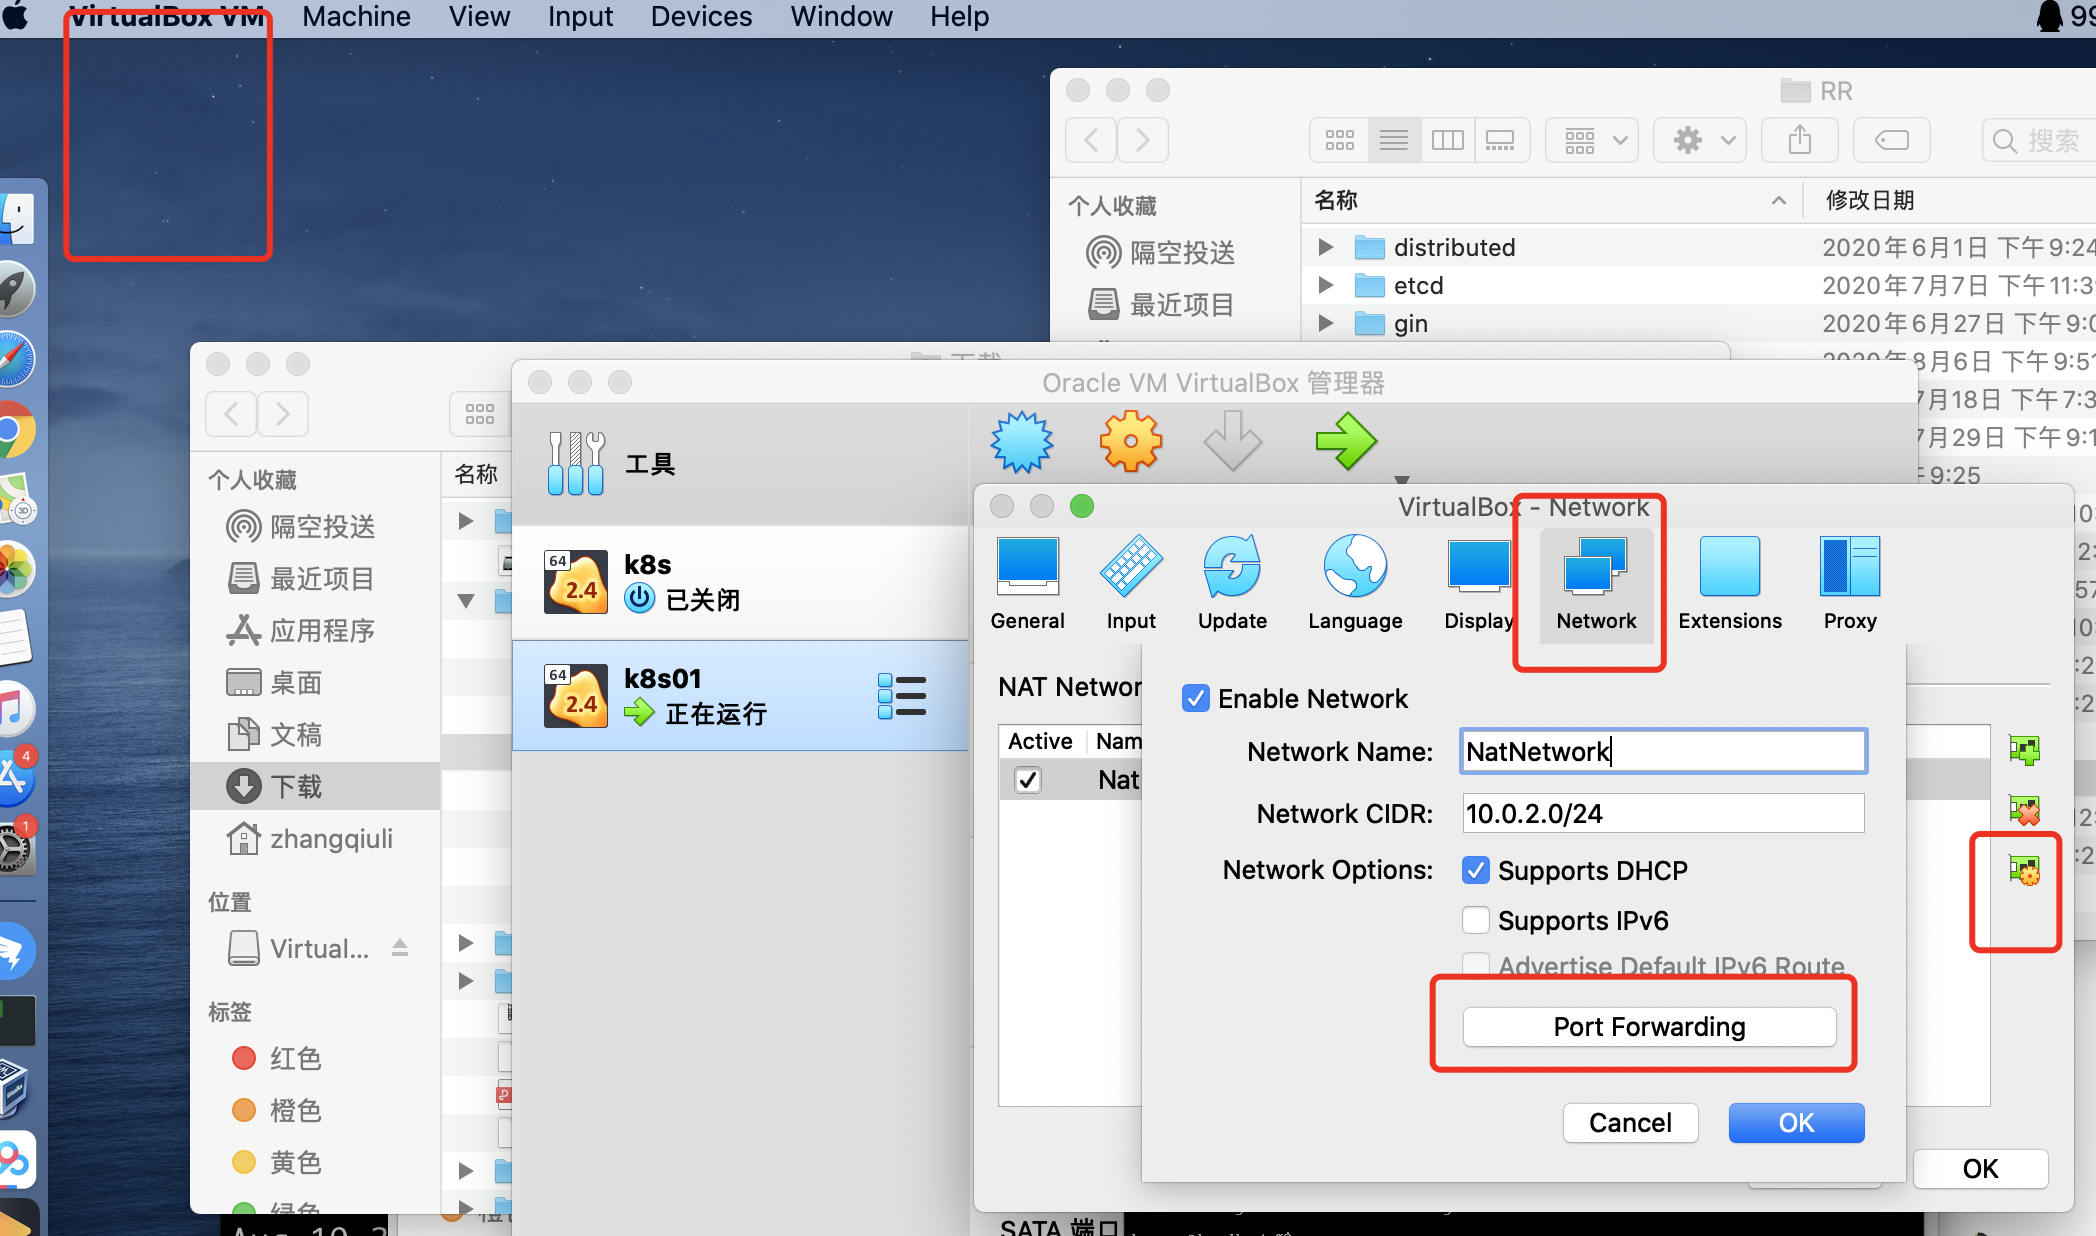 VirtualBox VM Machine View Input Devices Window Help
RR
搜索
个人收藏
隔空投送
最近项目
名称 修改日期
distributed 2020年6月1日 下午9:24
etcd 2020年7月7日 下午11:3
gin 2020年6月27日 下午9:0
8月6日 下午9:51
7月18日 下午7:3
7月29日 下午9:1
9:25
下载
个人收藏
隔空投送
最近项目
应用程序
桌面
文稿
下载
zhangqiuli
位置
Virtual...
标签
红色
橙色
黄色
绿色
名称
Oracle VM VirtualBox 管理器
工具
64
2.4
k8s
已关闭
64
2.4
k8s01
正在运行
VirtualBox - Network
General Input Update Language Display Network Extensions Proxy
NAT Networ
Active Nam
Nat
Enable Network
Network Name: NatNetwork
Network CIDR: 10.0.2.0/24
Network Options: Supports DHCP
Supports IPv6
Advertise Default IPv6 Route
Port Forwarding
Cancel OK
OK
SATA 端口
3D
4
1